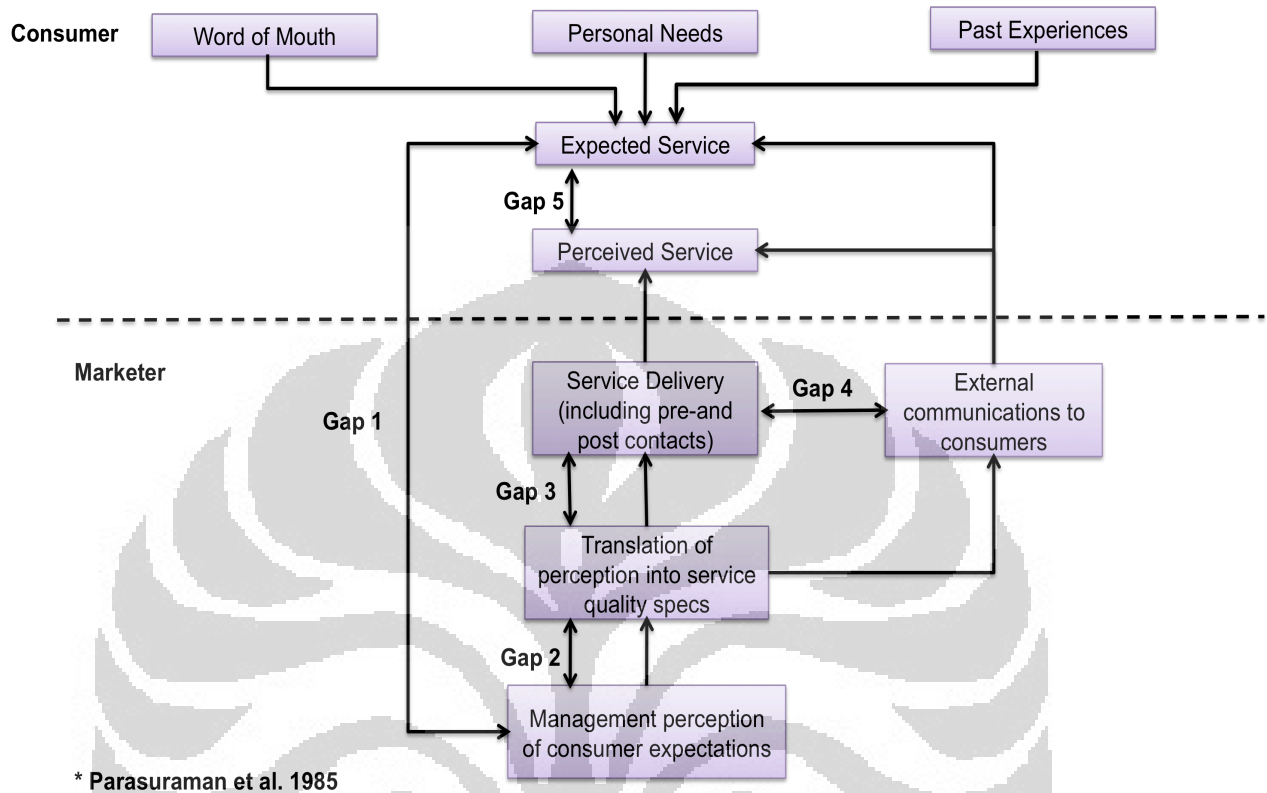 Consumer
Word of Mouth
Personal Needs
Past Experiences
Expected Service
Gap 5
Perceived Service
Marketer
Service Delivery
(including pre-and
post contacts)
Gap 4
External
communications to
consumers
Gap 1
Gap 3
Translation of
perception into service
quality specs
Gap 2
Management perception
of consumer expectations
* Parasuraman et al. 1985